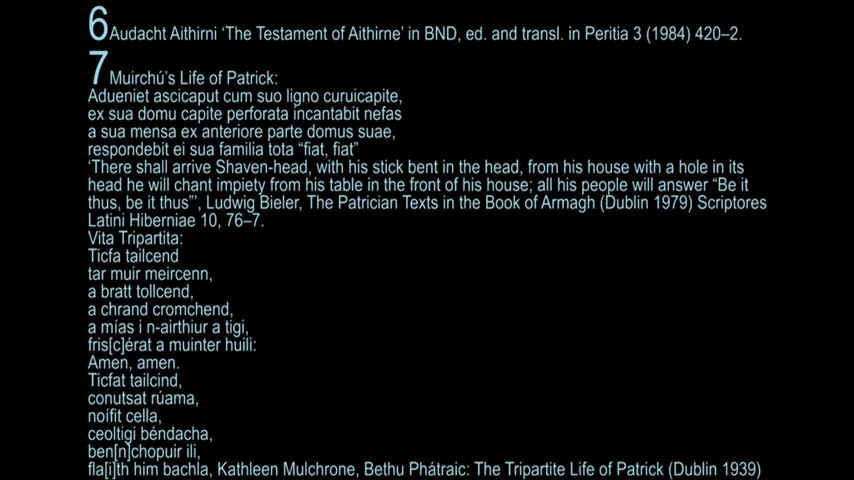 6 Audacht Aithirni ‘The Testament of Aithirne’ in BND, ed. and transl. in Peritia 3 (1984) 420–2.
7 Muirchú’s Life of Patrick:
Adueniet ascicaput cum suo ligno curuicapite,
ex sua domu capite perforata incantabit nefas
a sua mensa ex anteriore parte domus suae,
respondebit ei sua familia tota “fiat, fiat”
‘There shall arrive Shaven-head, with his stick bent in the head, from his house with a hole in its
head he will chant impiety from his table in the front of his house; all his people will answer “Be it
thus, be it thus”’, Ludwig Bieler, The Patrician Texts in the Book of Armagh (Dublin 1979) Scriptores
Latini Hiberniae 10, 76–7.
Vita Tripartita:
Ticfa tailcend
tar muir meircenn,
a bratt tollcend,
a chrand cromchend,
a mías i n-airthiur a tigi,
fris[c]érat a muinter huili:
Amen, amen.
Ticfat tailcind,
conutsat rúama,
noífit cella,
ceoltigi béndacha,
ben[n]chopuir ili,
fla[i]th him bachla, Kathleen Mulchrone, Bethu Phátraic: The Tripartite Life of Patrick (Dublin 1939)